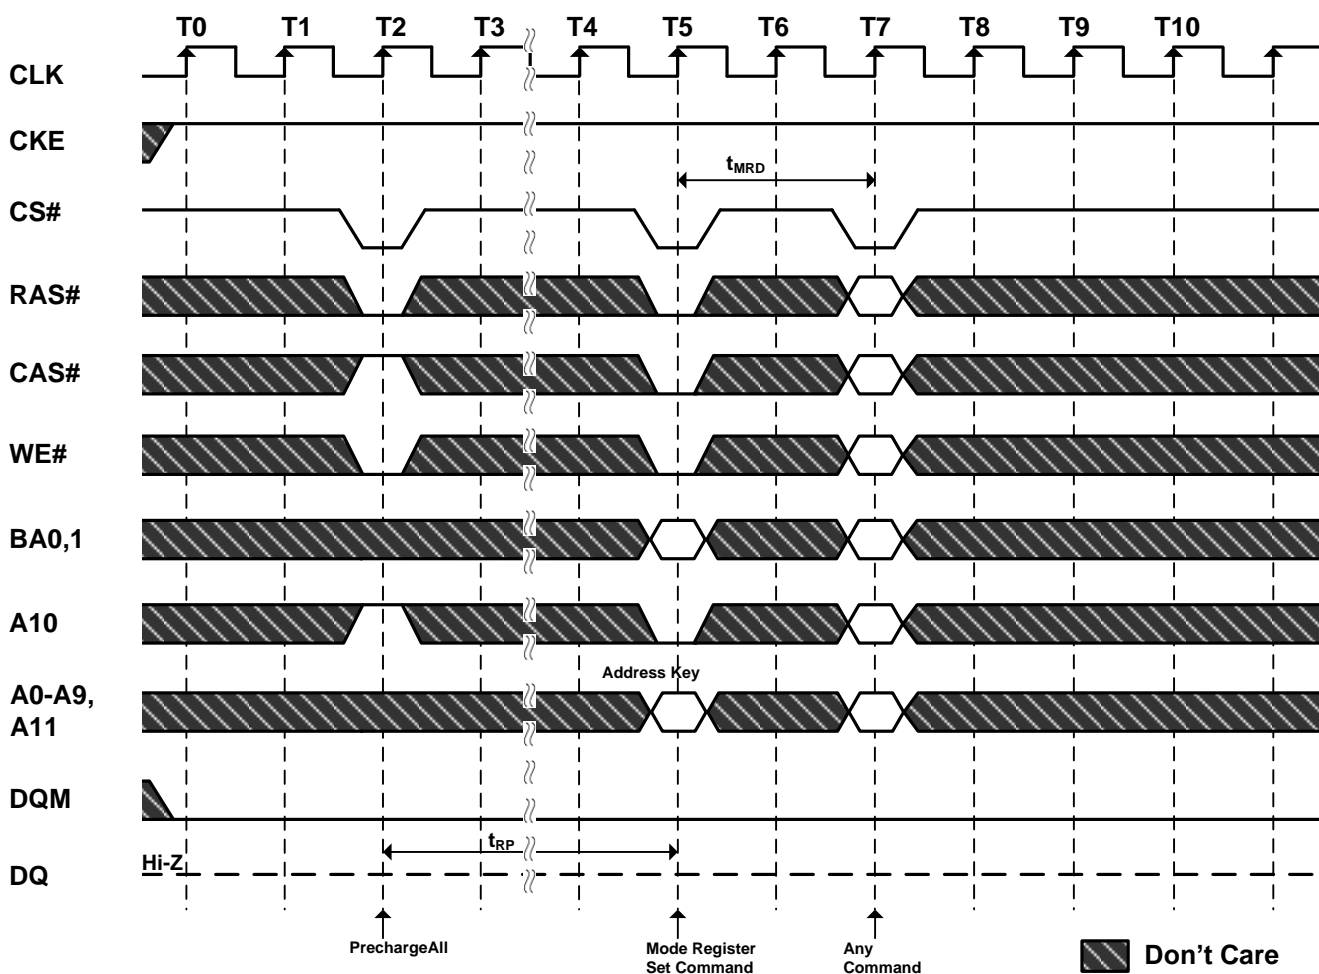 T0 T1 T2 T3 T4 T5 T6 T7 T8 T9 T10
CLK
CKE
tMRD
CS#
RAS#
CAS#
WE#
BA0,1
A10
Address Key
A0-A9,
A11
DQM
tRP
Hi-Z
DQ
PrechargeAll
Mode Register
Set Command
Any
Command
Don't Care